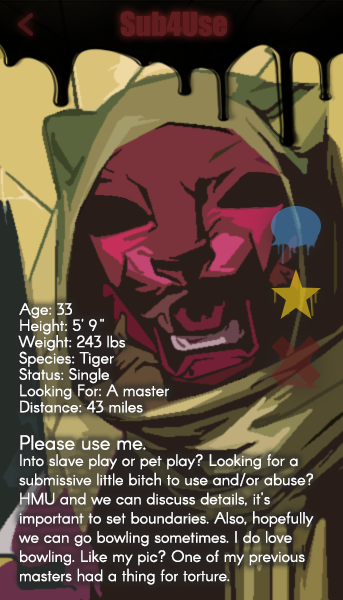 Sub4Use
Age: 33
Height: 5' 9"
Weight: 243 lbs
Species: Tiger
Status: Single
Looking For: A master
Distance: 43 miles
Please use me.
Into slave play or pet play? Looking for a
submissive little bitch to use and/or abuse?
HMU and we can discuss details, it's
important to set boundaries. Also, hopefully
we can go bowling sometimes. I do love
bowling. Like my pic? One of my previous
masters had a thing for torture.